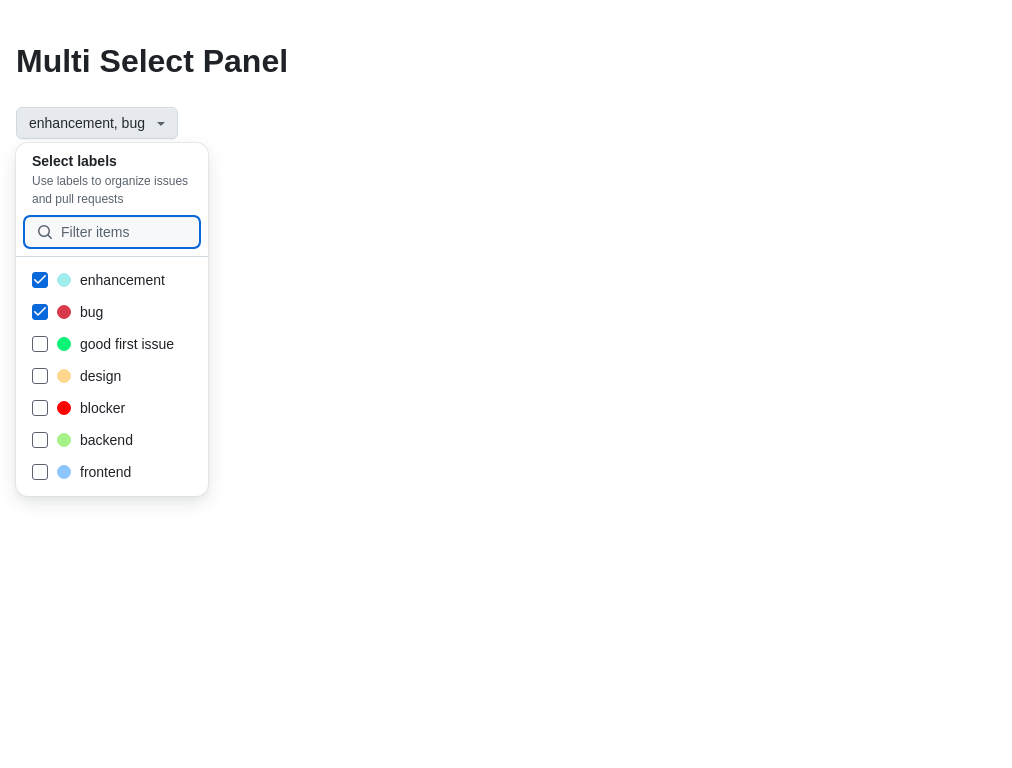 Multi Select Panel
enhancement, bug
Select labels
Use labels to organize issues
and pull requests
Filter items
enhancement
bug
good first issue
design
blocker
backend
frontend